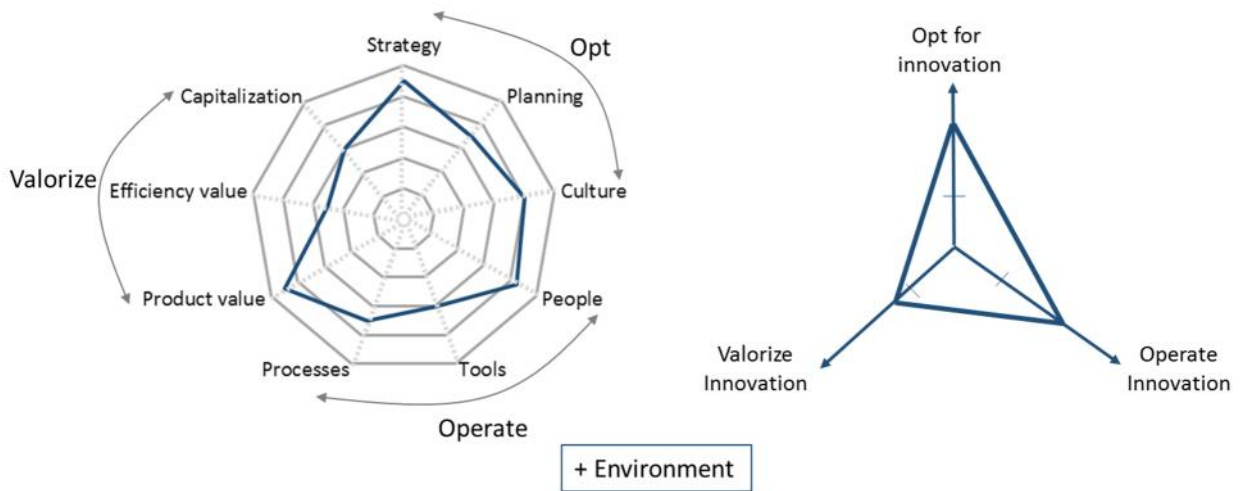 Strategy
Opt
Capitalization
Planning
Valorize
Efficiency value
Culture
Product value
People
Processes
Tools
Operate
Opt for
innovation
Valorize
Innovation
Operate
Innovation
+ Environment